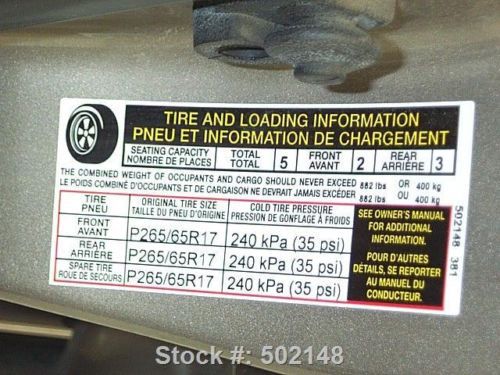 TIRE AND LOADING INFORMATION
PNEU ET INFORMATION DE CHARGEMENT
SEATING CAPACITY TOTAL 5 FRONT 2 REAR 3
NOMBRE DE PLACES TOTAL AVANT ARRIÈRE
THE COMBINED WEIGHT OF OCCUPANTS AND CARGO SHOULD NEVER EXCEED 882 lbs OR 400 kg
LE POIDS COMBINÉ D'OCCUPANTS ET DE CARGAISON NE DEVRAIT JAMAIS EXCÉDER 882 lbs OU 400 kg
TIRE
PNEU
ORIGINAL TIRE SIZE
TAILLE DU PNEU D'ORIGINE
COLD TIRE PRESSURE
PRESSION DE GONFLAGE À FROIDS
FRONT
AVANT
P265/65R17
240 kPa (35 psi)
REAR
ARRIÈRE
P265/65R17
240 kPa (35 psi)
SPARE TIRE
ROUE DE SECOURS
P265/65R17
240 kPa (35 psi)
SEE OWNER'S MANUAL
FOR ADDITIONAL
INFORMATION.
POUR D'AUTRES
DÉTAILS, SE REPORTER
AU MANUEL DU
CONDUCTEUR.
502148 381
Stock #: 502148